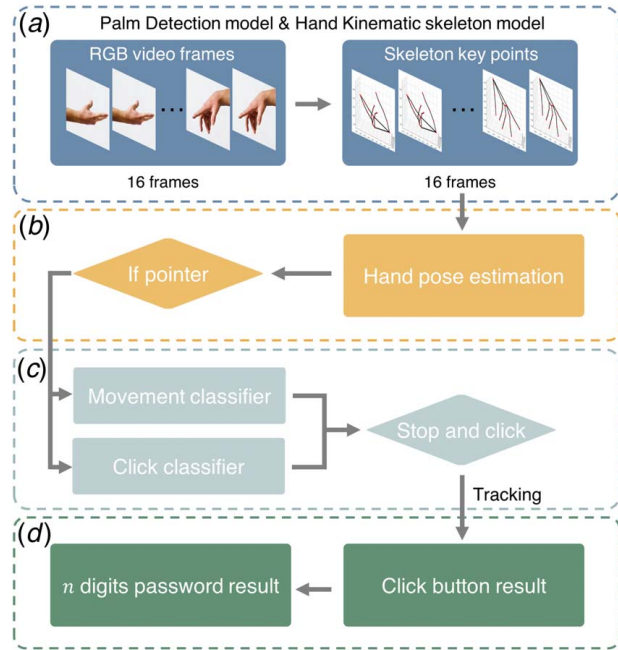 (a)
Palm Detection model & Hand Kinematic skeleton model
RGB video frames
Skeleton key points
16 frames
16 frames
(b)
If pointer
Hand pose estimation
(c)
Movement classifier
Click classifier
Stop and click
Tracking
(d)
n digits password result
Click button result